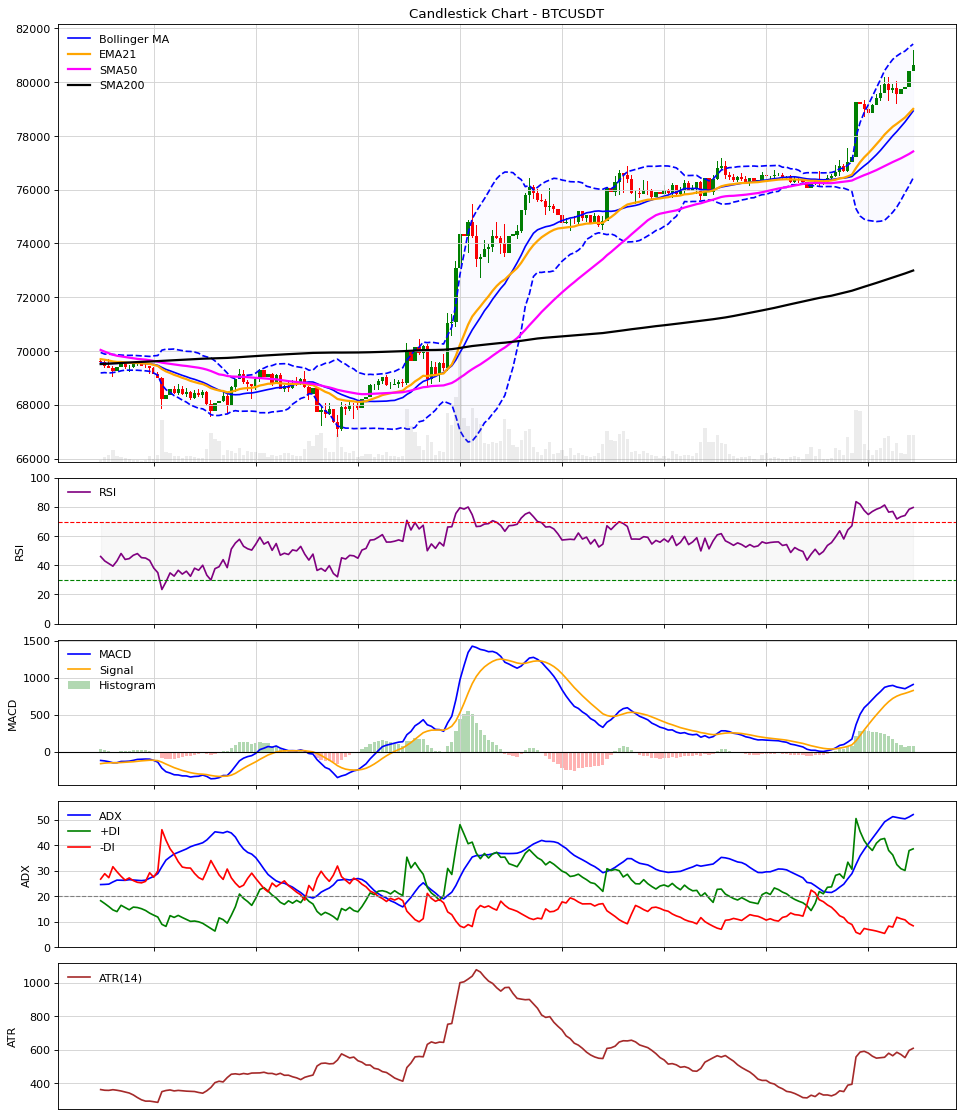 Candlestick Chart - BTCUSDT
82000
80000
78000
76000
74000
72000
70000
68000
66000
Bollinger MA
EMA21
SMA50
SMA200
100
80
60
40
20
0
RSI
RSI
1500
1000
500
0
MACD
MACD
Signal
Histogram
50
40
30
20
10
0
ADX
ADX
+DI
-DI
1000
800
600
400
ATR
ATR(14)